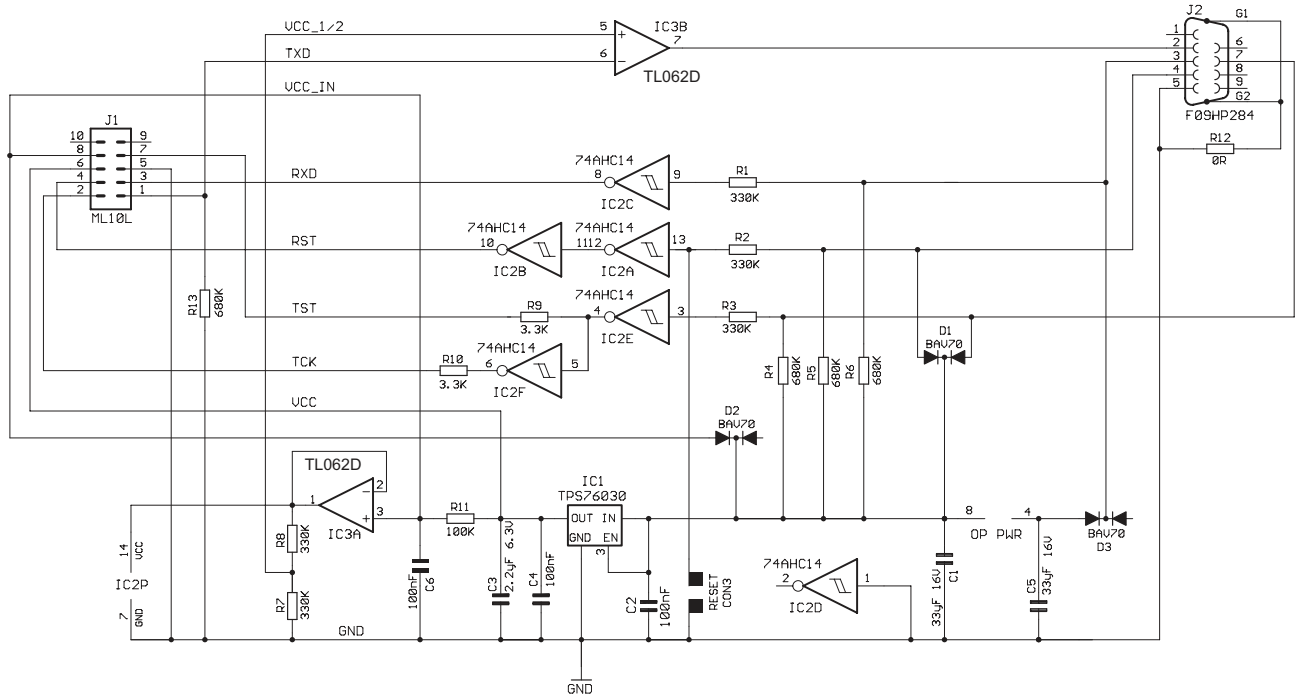 J2
G1
VCC_1/2
5
IC3B
7
1
+
2
6
TXD
6
-
3
7
TL062D
4
8
VCC_IN
5
9
G2
J1
F09HP284
10
9
8
7
6
5
4
3
2
1
ML10L
R12
0R
74AHC14
RXD
8
9
R1
IC2C
330K
74AHC14
74AHC14
RST
10
1112
13
R2
IC2B
IC2A
330K
74AHC14
R13
680K
TST
R9
4
3
R3
3.3K
IC2E
330K
D1
BAV70
74AHC14
TCK
R10
6
5
3.3K
IC2F
R4
680K
R5
680K
R6
680K
VCC
D2
BAV70
TL062D
1
2
-
3
+
IC3A
R11
100K
IC1
TPS76030
OUT IN
GND EN
3
8
4
OP PWR
BAV70
D3
14
VCC
IC2P
7
GND
R8
330K
R7
330K
100nF
C6
C3
2.2yF 6.3V
C4
100nF
C2
100nF
RESET
CON3
74AHC14
2
1
IC2D
33yF 16V
C1
C5
33yF 16V
GND
GND